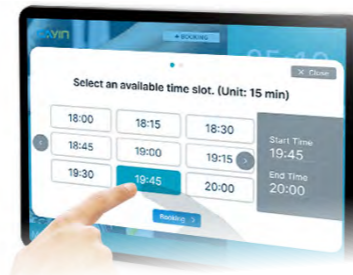 BOOKING
Close
Select an available time slot. (Unit: 15 min)
18:00 18:15 18:30
18:45 19:00 19:15
19:30 19:45 20:00
Start Time
19:45
End Time
20:00
Booking